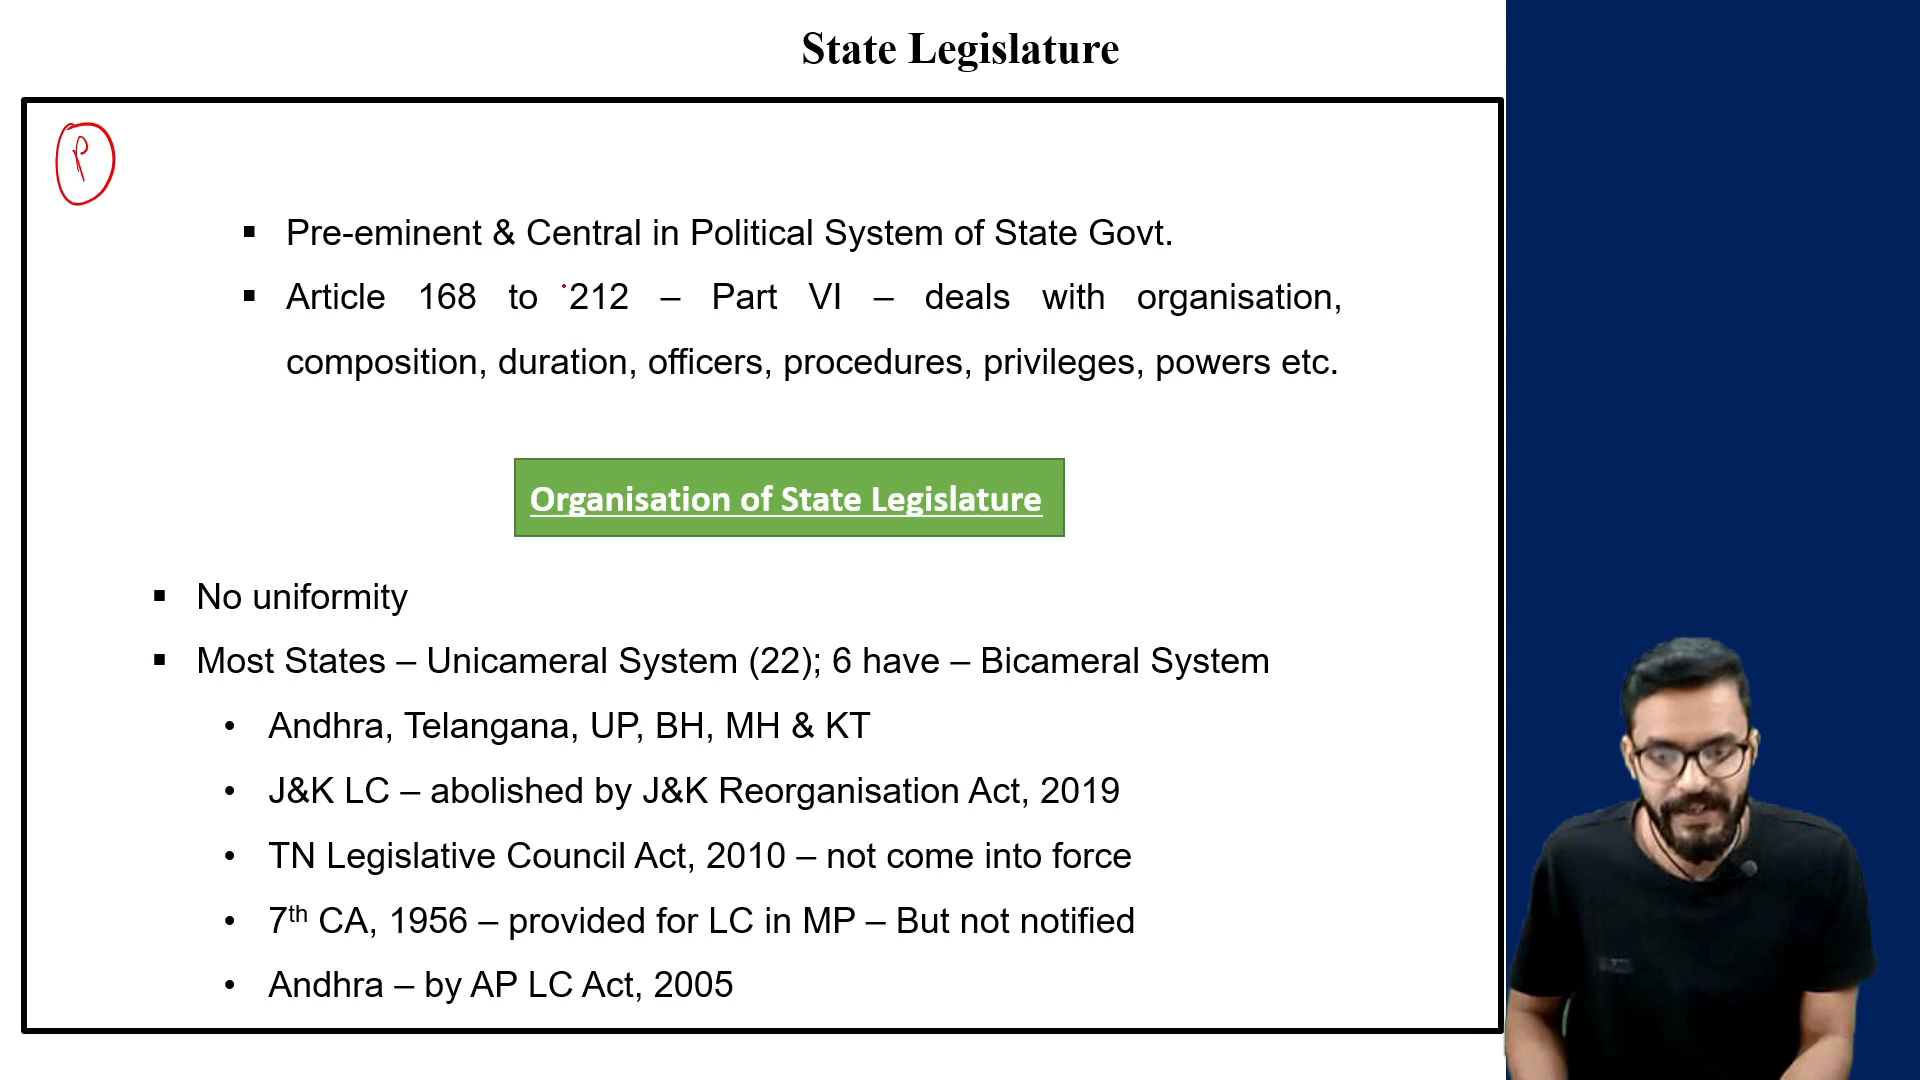 State Legislature
P
▪ Pre-eminent & Central in Political System of State Govt.
▪ Article 168 to 212 – Part VI – deals with organisation,
composition, duration, officers, procedures, privileges, powers etc.
Organisation of State Legislature
▪ No uniformity
▪ Most States – Unicameral System (22); 6 have – Bicameral System
• Andhra, Telangana, UP, BH, MH & KT
• J&K LC – abolished by J&K Reorganisation Act, 2019
• TN Legislative Council Act, 2010 – not come into force
• 7th CA, 1956 – provided for LC in MP – But not notified
• Andhra – by AP LC Act, 2005